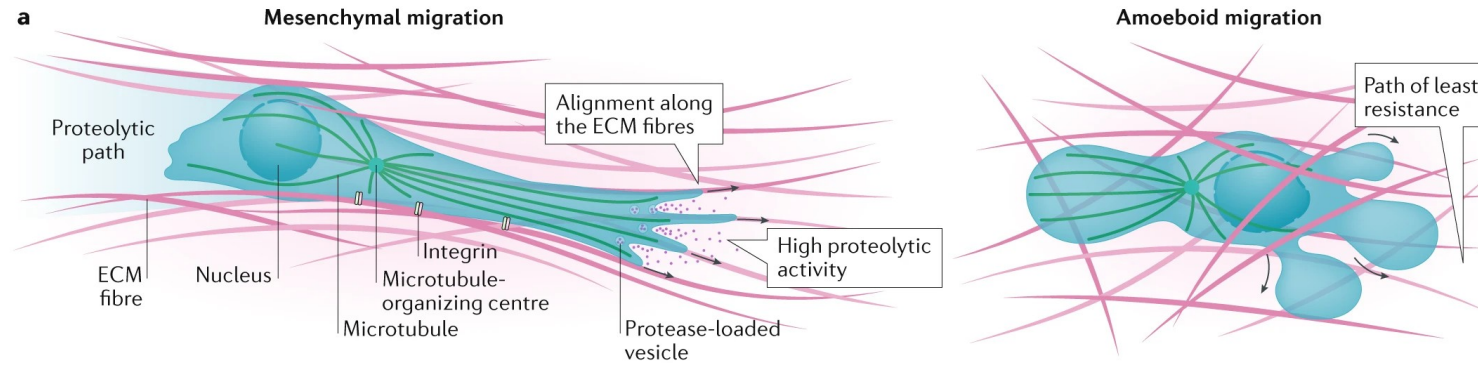 a
Mesenchymal migration
Amoeboid migration
Proteolytic
path
Alignment along
the ECM fibres
Path of least
resistance
High proteolytic
activity
ECM
fibre
Nucleus
Integrin
Microtubule-
organizing centre
Microtubule
Protease-loaded
vesicle